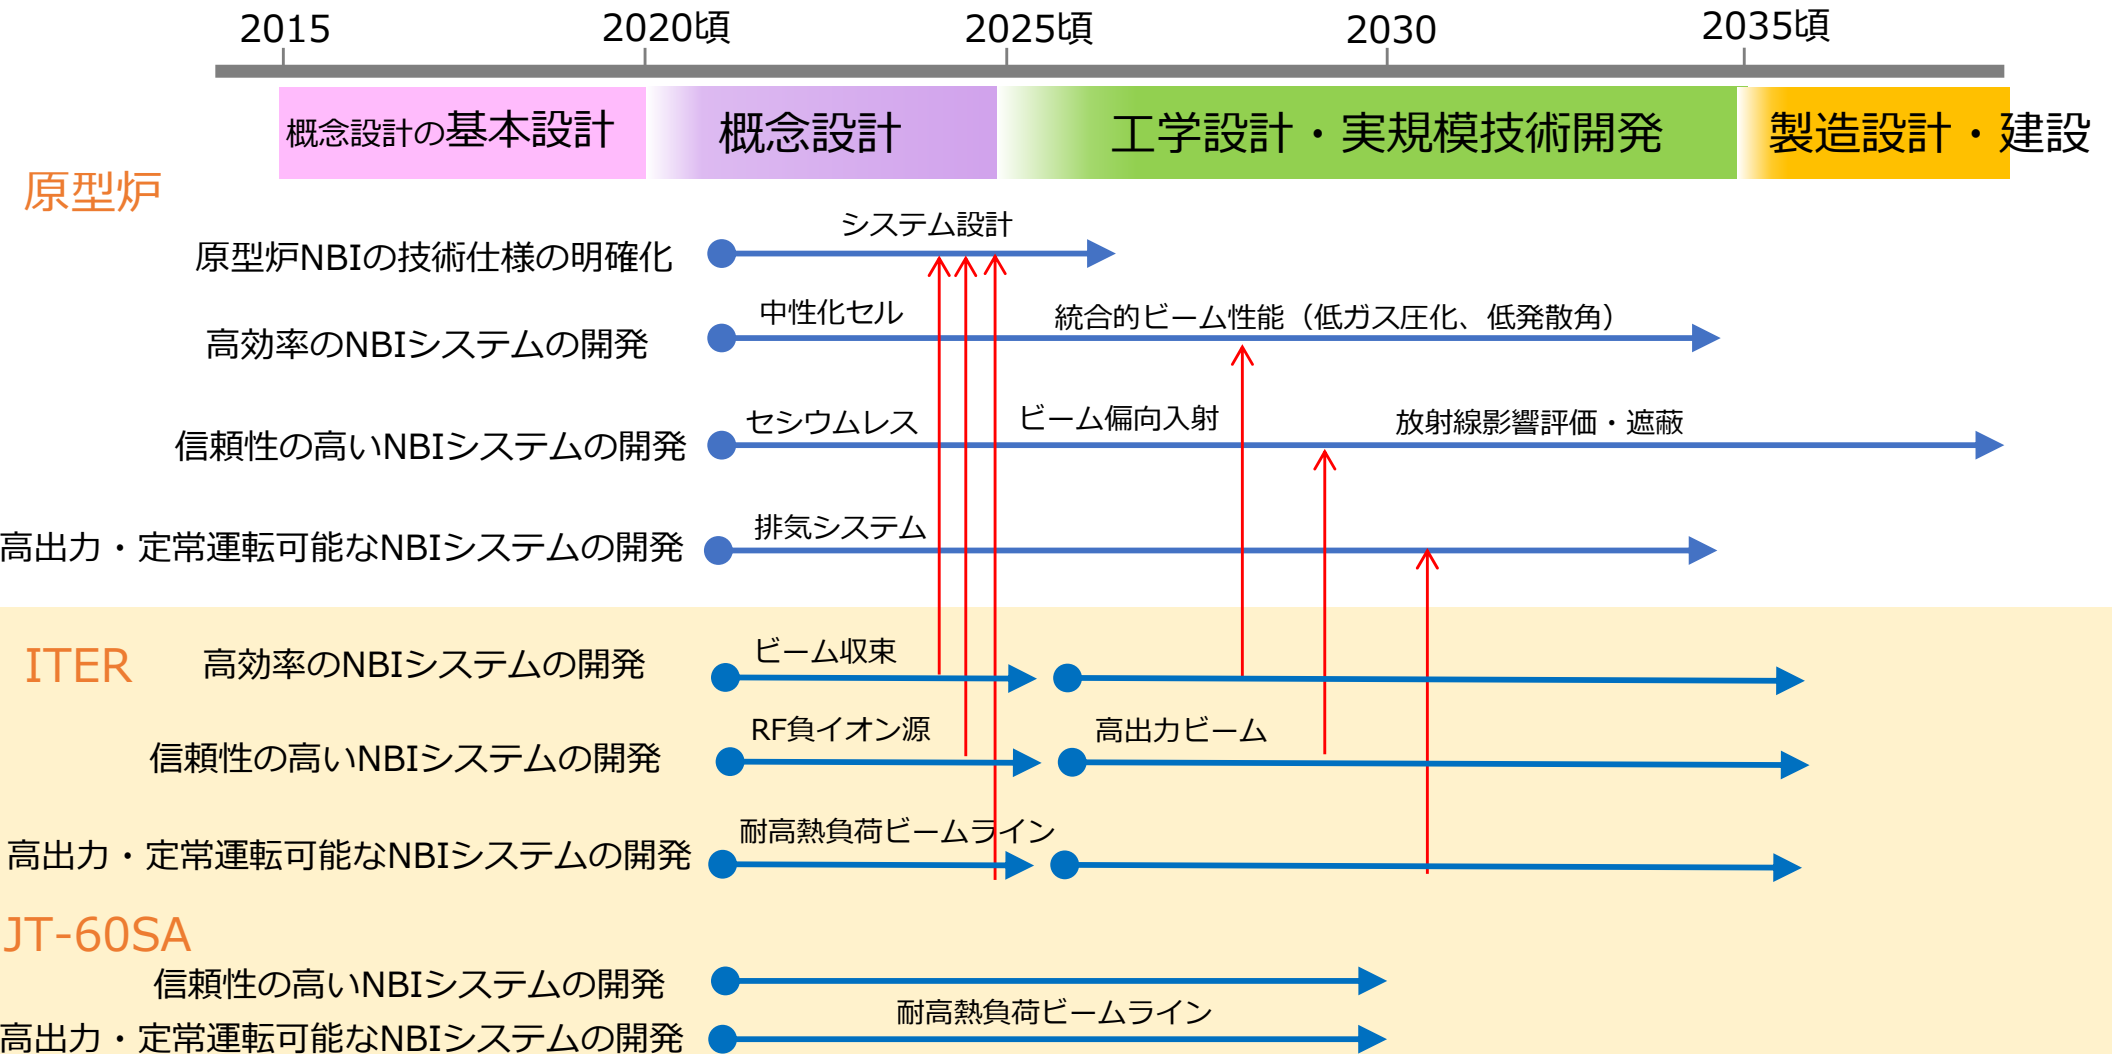 2015
2020頃
2025頃
2030
2035頃
概念設計の基本設計
概念設計
工学設計・実規模技術開発
製造設計・建設
原型炉
システム設計
原型炉NBIの技術仕様の明確化
中性化セル
統合的ビーム性能（低ガス圧化、低発散角）
高効率のNBIシステムの開発
セシウムレス
ビーム偏向入射
放射線影響評価・遮蔽
信頼性の高いNBIシステムの開発
排気システム
高出力・定常運転可能なNBIシステムの開発
ITER
ビーム収束
高効率のNBIシステムの開発
RF負イオン源
高出力ビーム
信頼性の高いNBIシステムの開発
耐高熱負荷ビームライン
高出力・定常運転可能なNBIシステムの開発
JT-60SA
信頼性の高いNBIシステムの開発
耐高熱負荷ビームライン
高出力・定常運転可能なNBIシステムの開発